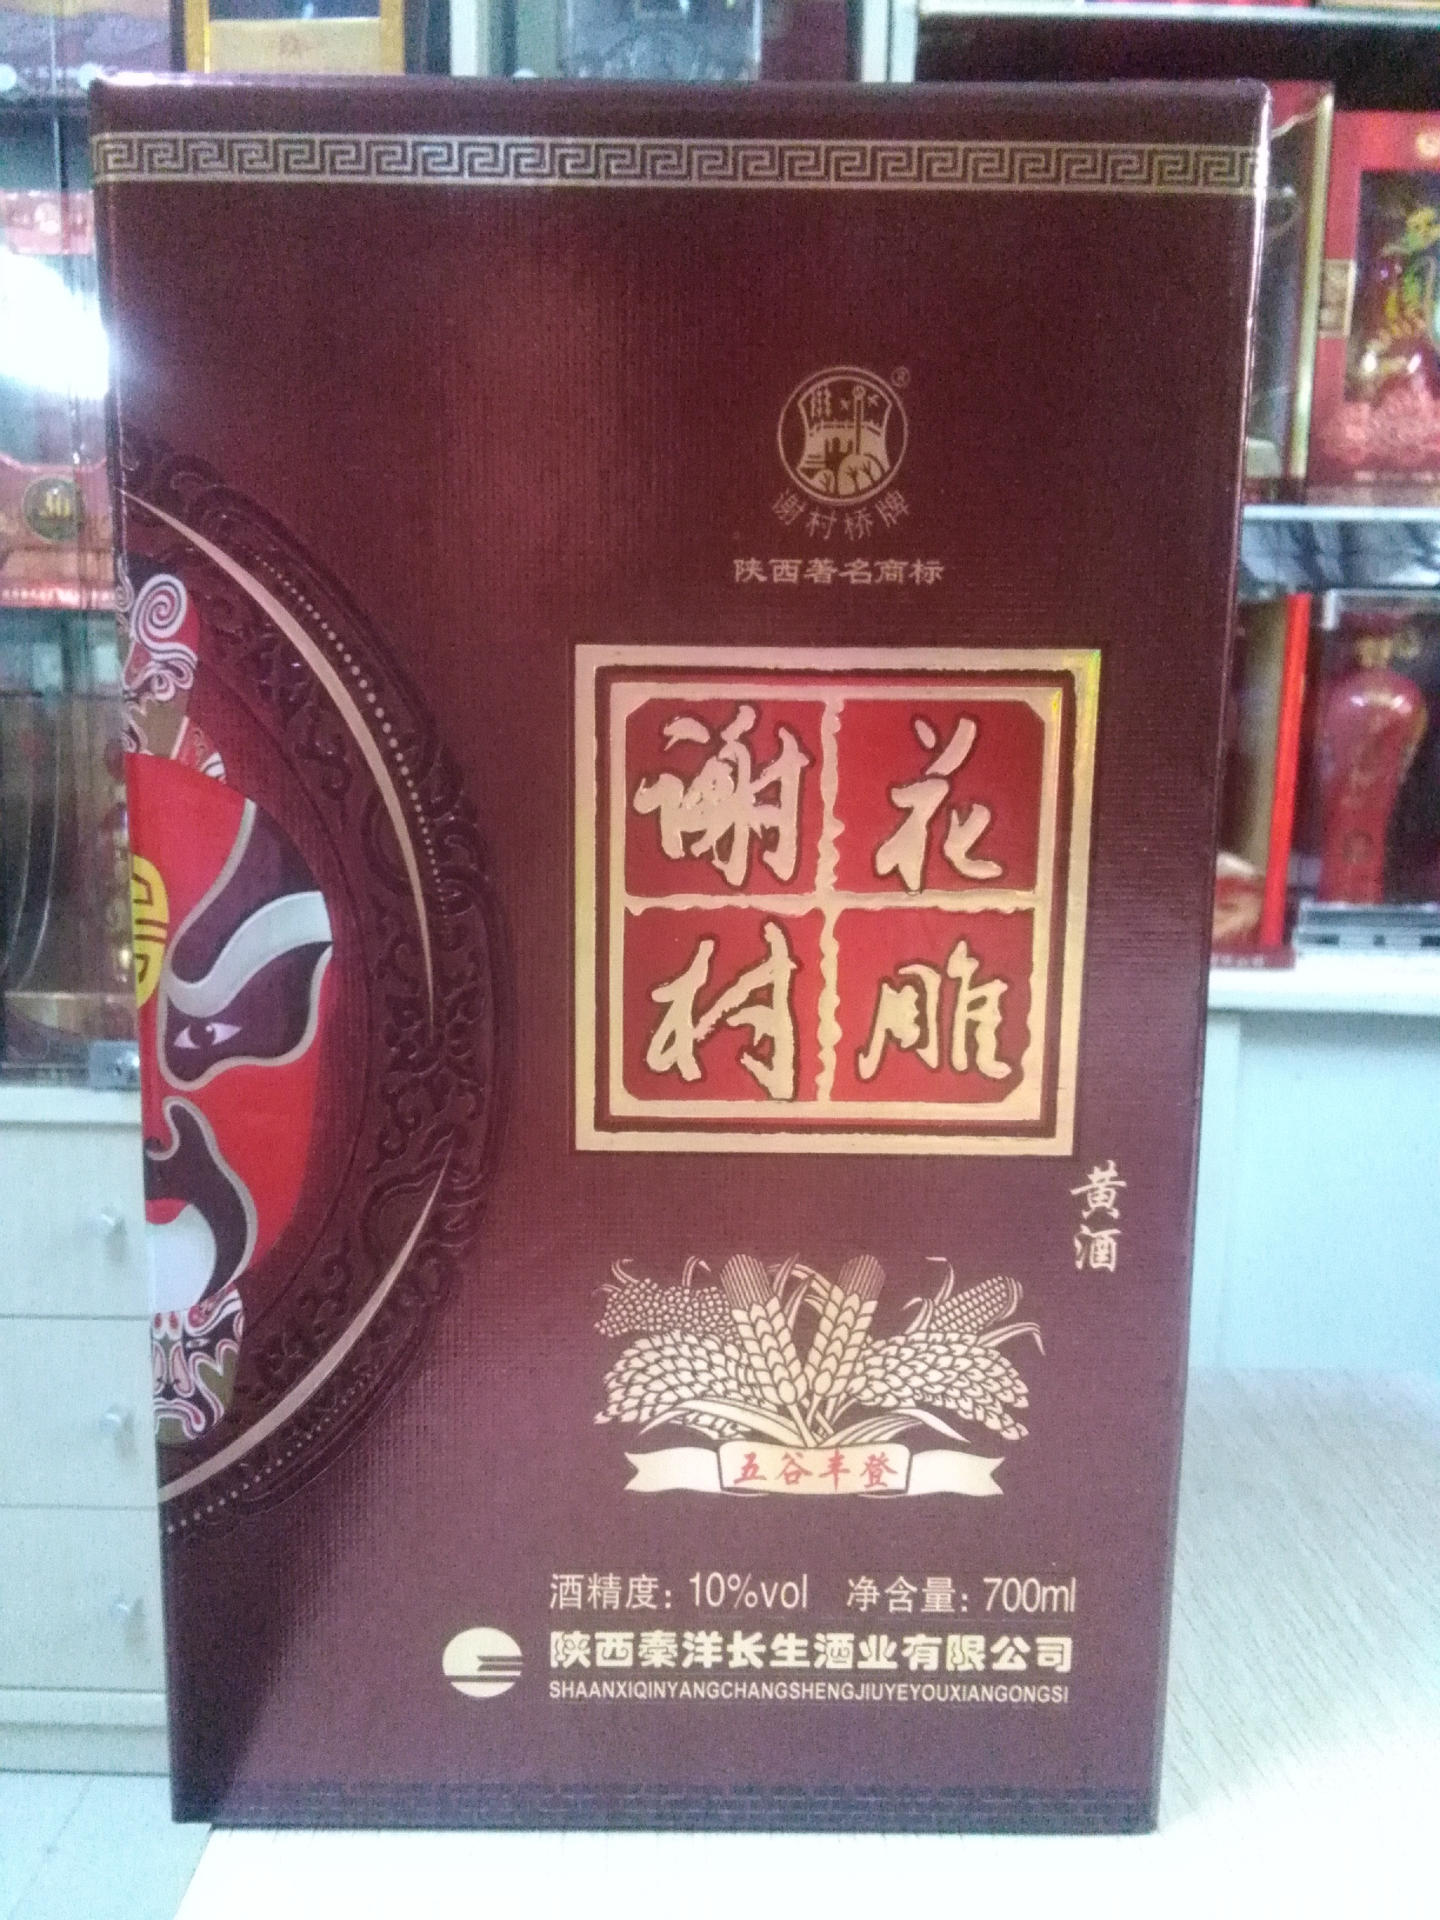 ®
谢村桥牌
陕西著名商标
谢村
花雕
黄酒
五谷丰登
酒精度：10%vol 净含量：700ml
陕西秦洋长生酒业有限公司
SHAANXIQINYANGCHANGSHENGJIUYEYOUXIANGONGSI
30